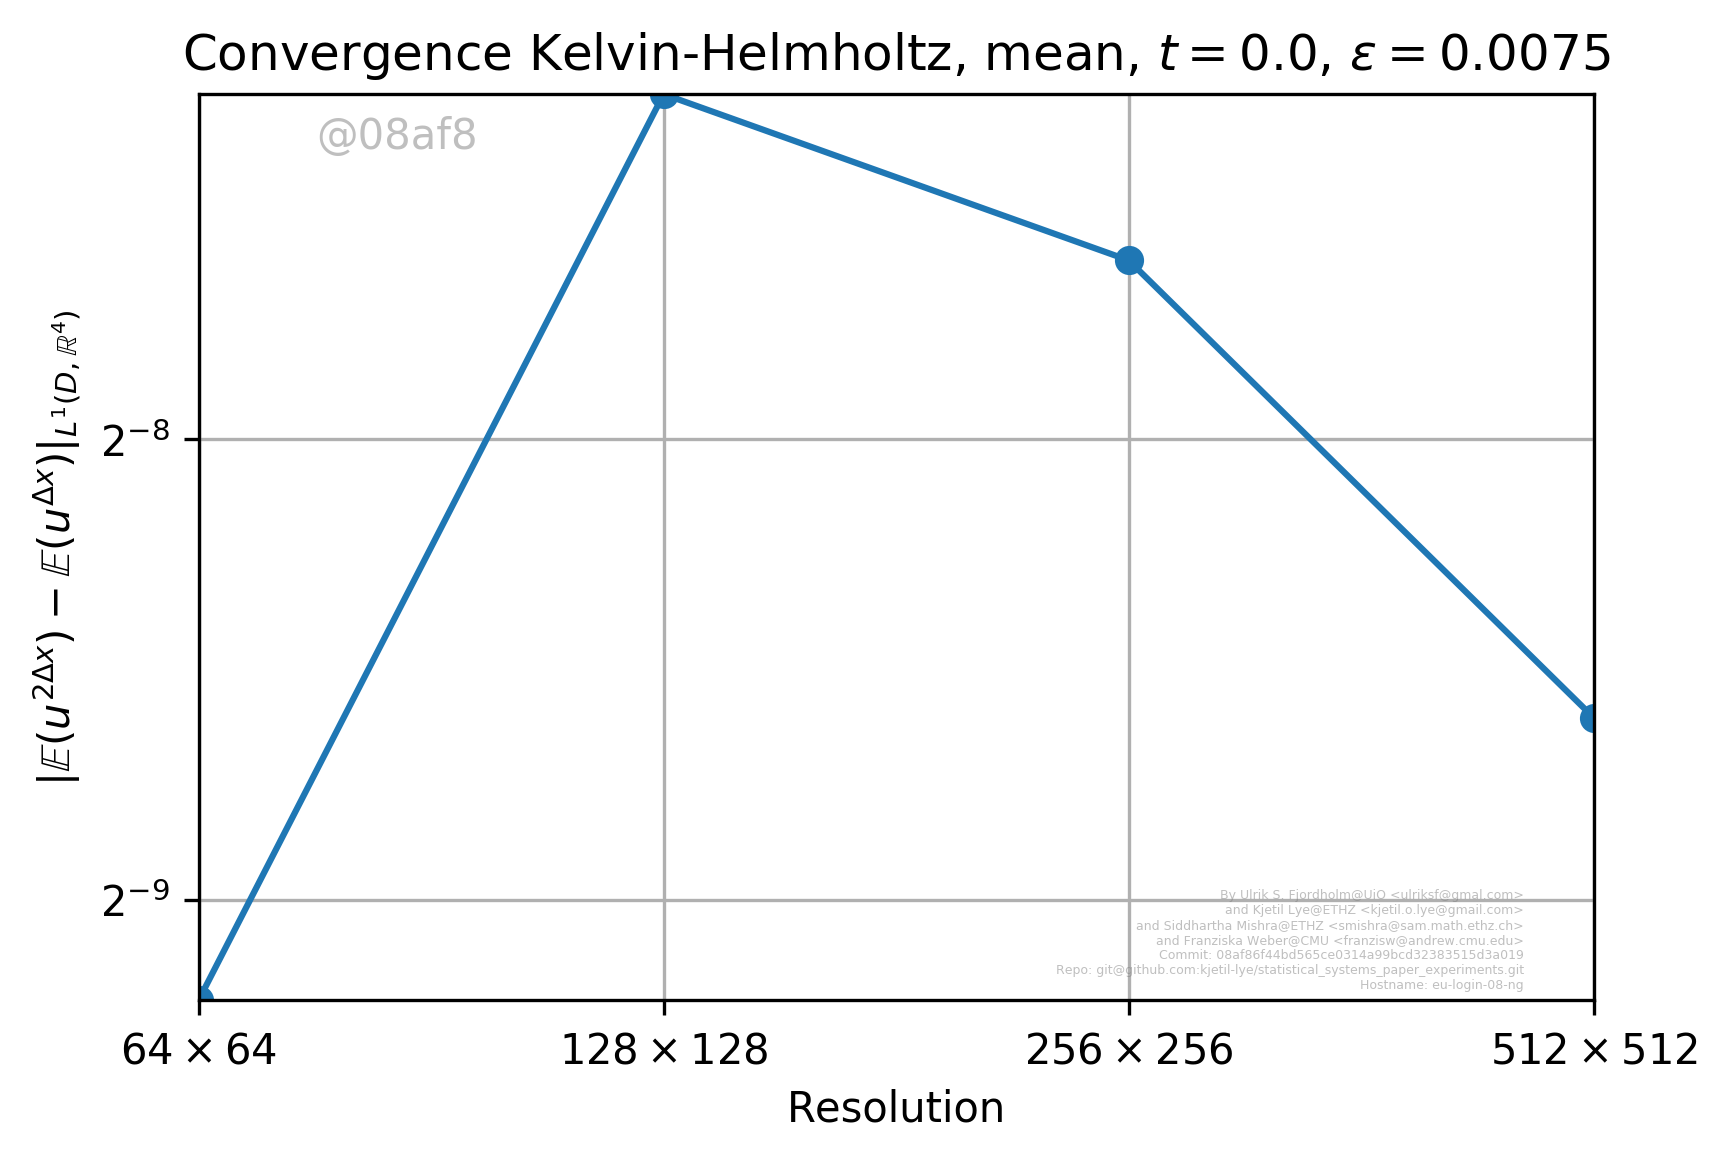 Convergence Kelvin-Helmholtz, mean, t = 0.0, ε = 0.0075
@08af8
|𝔼(u^{2Δx}) − 𝔼(u^{Δx})|_{L^1(D, ℝ^4)}
2^{−8}
2^{−9}
By Ulrik S. Fjordholm@UiO <ulriksf@gmal.com>
and Kjetil Lye@ETHZ <kjetil.o.lye@gmail.com>
and Siddhartha Mishra@ETHZ <smishra@sam.math.ethz.ch>
and Franziska Weber@CMU <franzisw@andrew.cmu.edu>
Commit: 08af86f44bd565ce0314a99bcd32383515d3a019
Repo: git@github.com:kjetil-lye/statistical_systems_paper_experiments.git
Hostname: eu-login-08-ng
64 × 64 128 × 128 256 × 256 512 × 512
Resolution